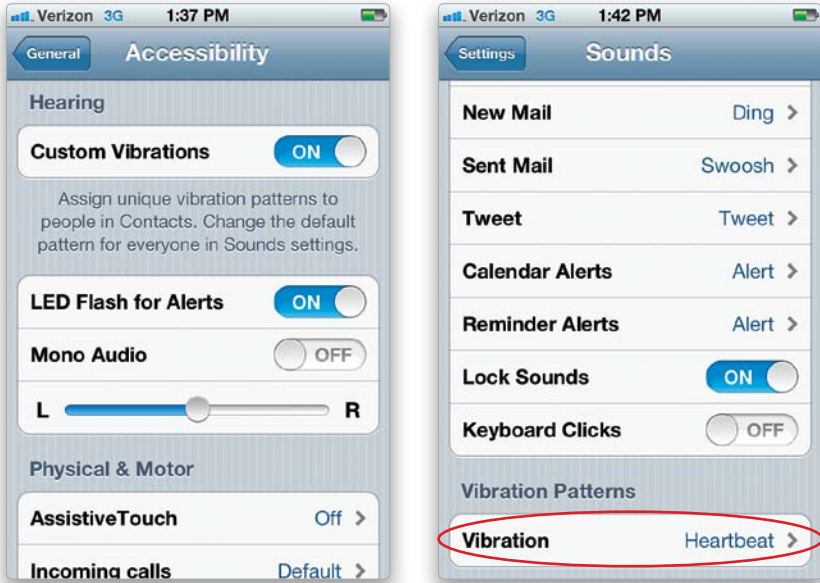 Verizon 3G 1:37 PM
General Accessibility
Hearing
Custom Vibrations ON
Assign unique vibration patterns to
people in Contacts. Change the default
pattern for everyone in Sounds settings.
LED Flash for Alerts ON
Mono Audio OFF
L R
Physical & Motor
AssistiveTouch Off
Incoming calls Default
Verizon 3G 1:42 PM
Settings Sounds
New Mail Ding
Sent Mail Swoosh
Tweet Tweet
Calendar Alerts Alert
Reminder Alerts Alert
Lock Sounds ON
Keyboard Clicks OFF
Vibration Patterns
Vibration Heartbeat